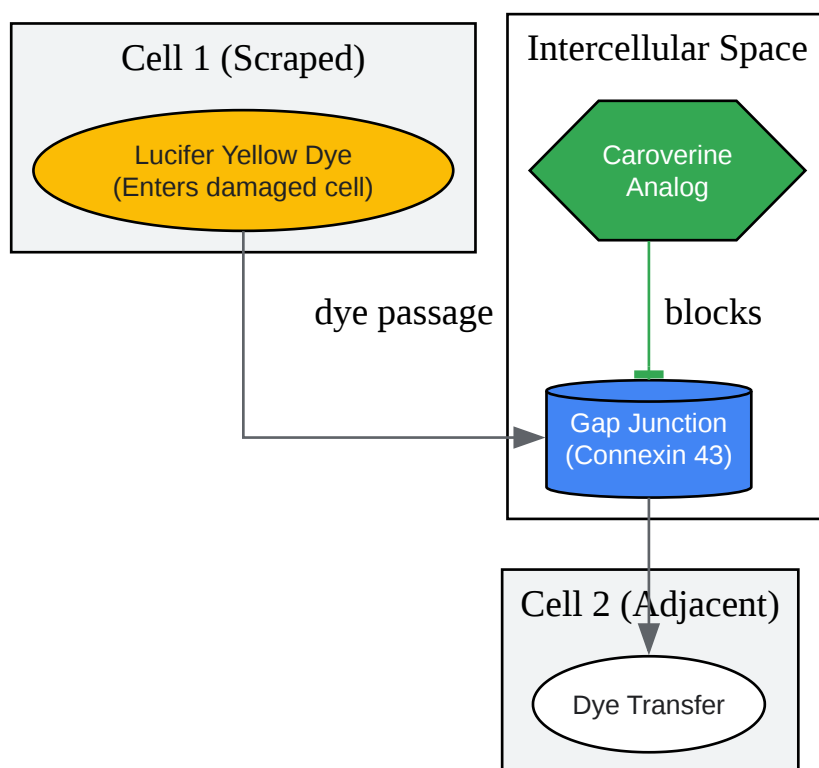 Cell 1 (Scraped)
Lucifer Yellow Dye
(Enters damaged cell)
Intercellular Space
Caroverine
Analog
dye passage
blocks
Gap Junction
(Connexin 43)
Cell 2 (Adjacent)
Dye Transfer